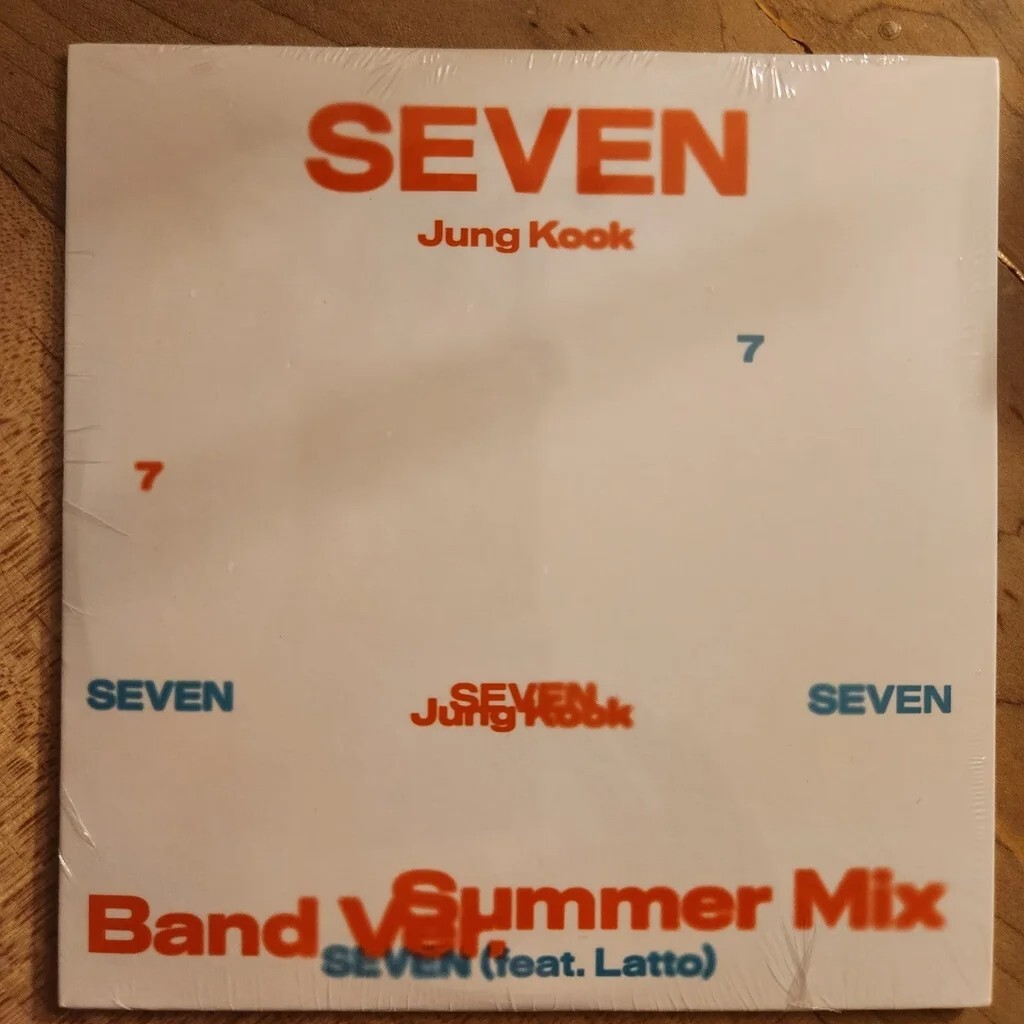 SEVEN
Jung Kook
7
7
SEVEN
SEVEN
Jung Kook
SEVEN
Summer Mix
Band Ver.
SEVEN (feat. Latto)